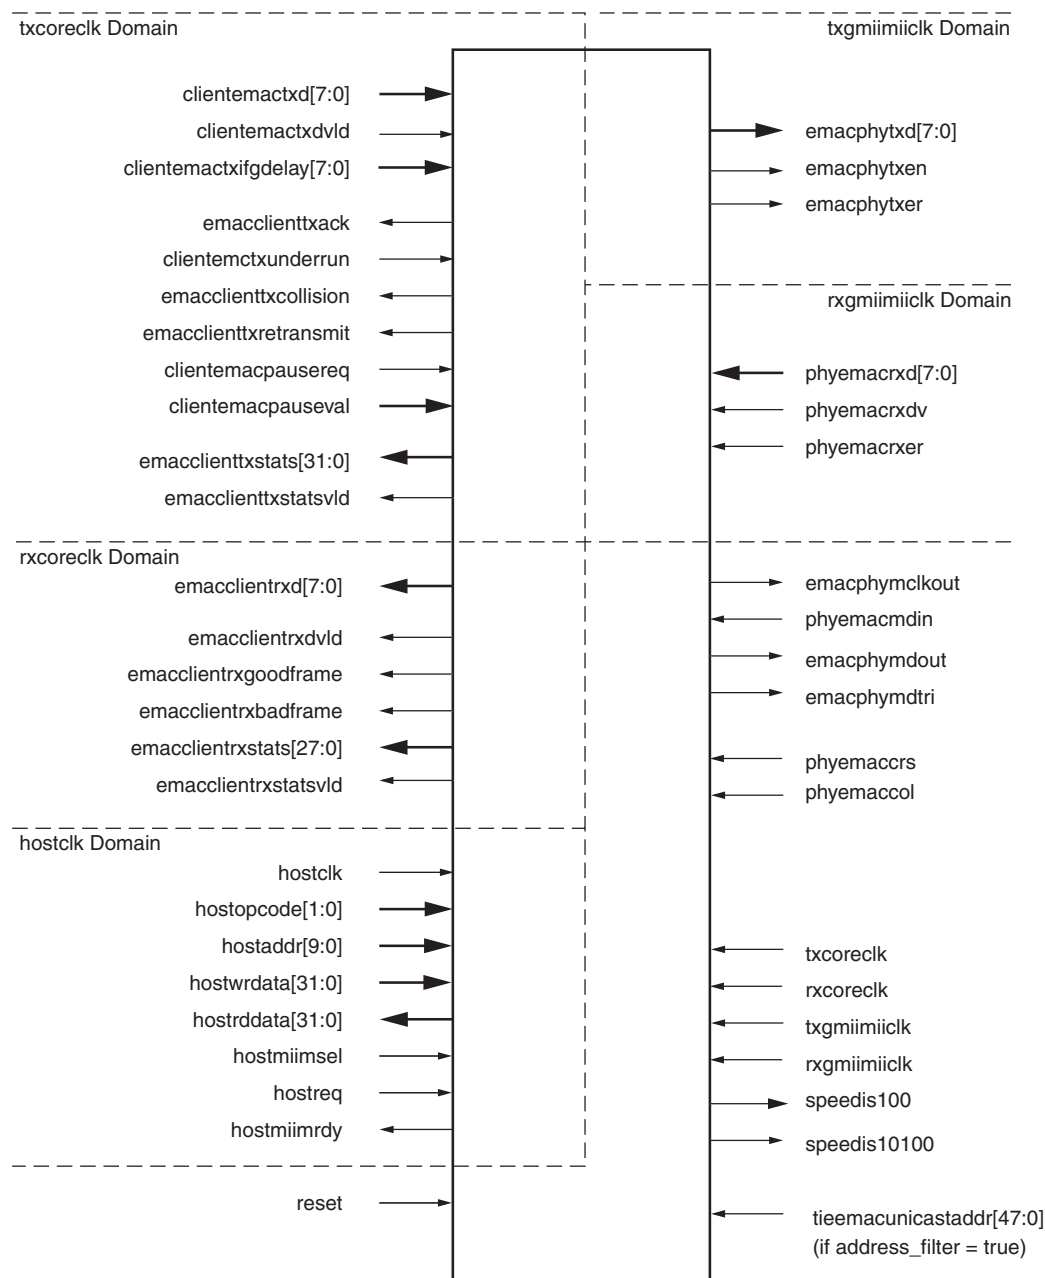 txcoreclk Domain
clientemactxd[7:0]
clientemactxdvld
clientemactxifgdelay[7:0]
emacclienttxack
clientemctxunderrun
emacclienttxcollision
emacclienttxretransmit
clientemacpausereq
clientemacpauseval
emacclienttxstats[31:0]
emacclienttxstatsvld
rxcoreclk Domain
emacclientrxd[7:0]
emacclientrxdvld
emacclientrxgoodframe
emacclientrxbadframe
emacclientrxstats[27:0]
emacclientrxstatsvld
hostclk Domain
hostclk
hostopcode[1:0]
hostaddr[9:0]
hostwrdata[31:0]
hostrddata[31:0]
hostmiimsel
hostreq
hostmiimrdy
reset
txgmiimiiclk Domain
emacphytxd[7:0]
emacphytxen
emacphytxer
rxgmiimiiclk Domain
phyemacrxd[7:0]
phyemacrxdv
phyemacrxer
emacphymclkout
phyemacmdin
emacphymdout
emacphymdtri
phyemaccrs
phyemaccol
txcoreclk
rxcoreclk
txgmiimiiclk
rxgmiimiiclk
speedis100
speedis10100
tieemacunicastaddr[47:0]
(if address_filter = true)